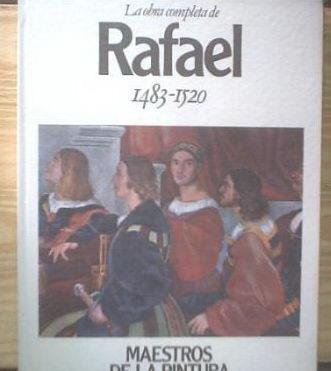 La obra completa de
Rafael
1483-1520
MAESTROS
DE LA PINTURA